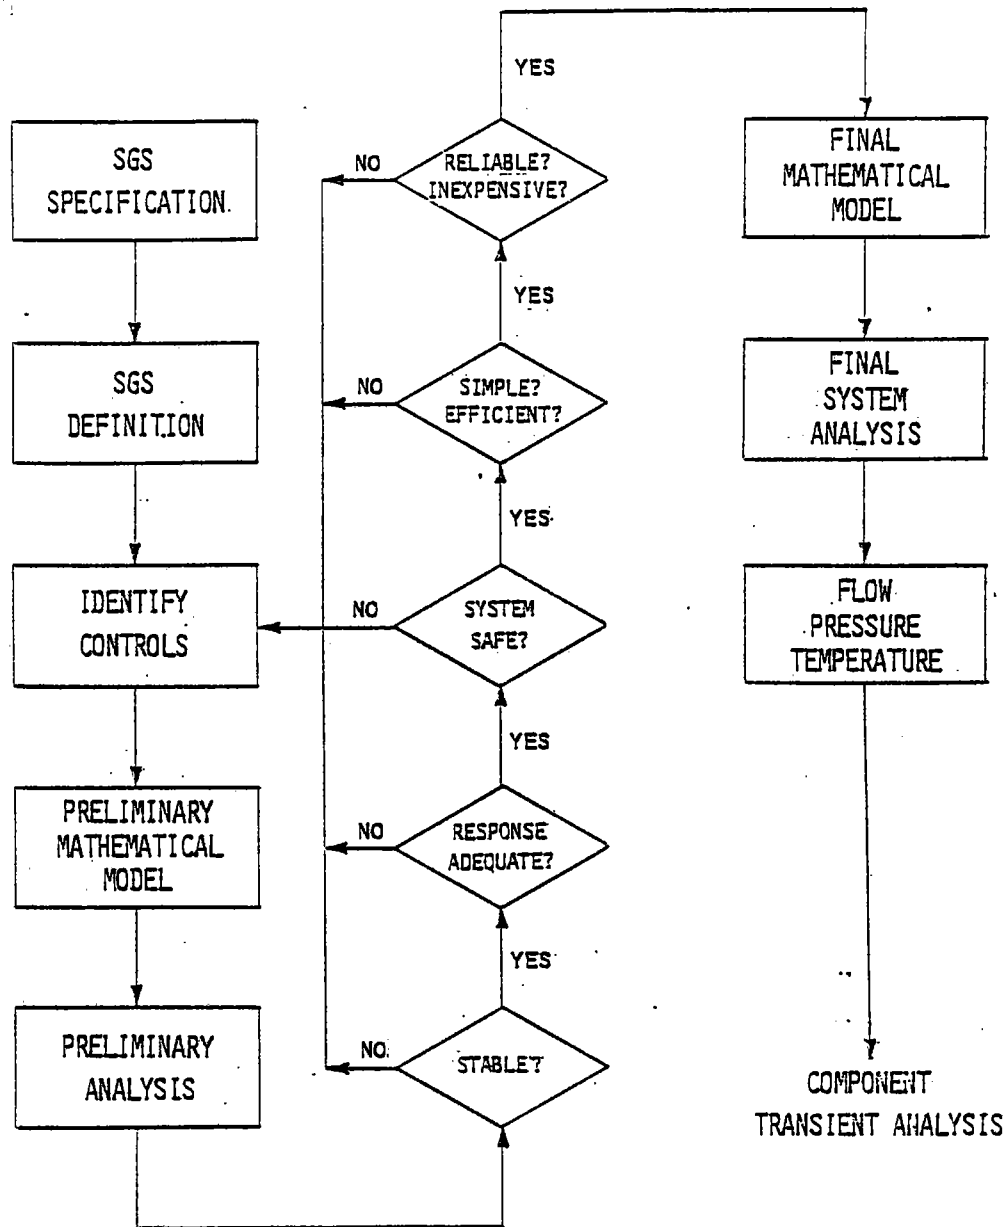 SGS
SPECIFICATION
SGS
DEFINITION
IDENTIFY
CONTROLS
PRELIMINARY
MATHEMATICAL
MODEL
PRELIMINARY
ANALYSIS
YES
NO
RELIABLE?
INEXPENSIVE?
YES
NO
SIMPLE?
EFFICIENT?
YES
NO
SYSTEM
SAFE?
YES
NO
RESPONSE
ADEQUATE?
YES
NO
STABLE?
FINAL
MATHEMATICAL
MODEL
FINAL
SYSTEM
ANALYSIS
FLOW
PRESSURE
TEMPERATURE
COMPONENT
TRANSIENT ANALYSIS